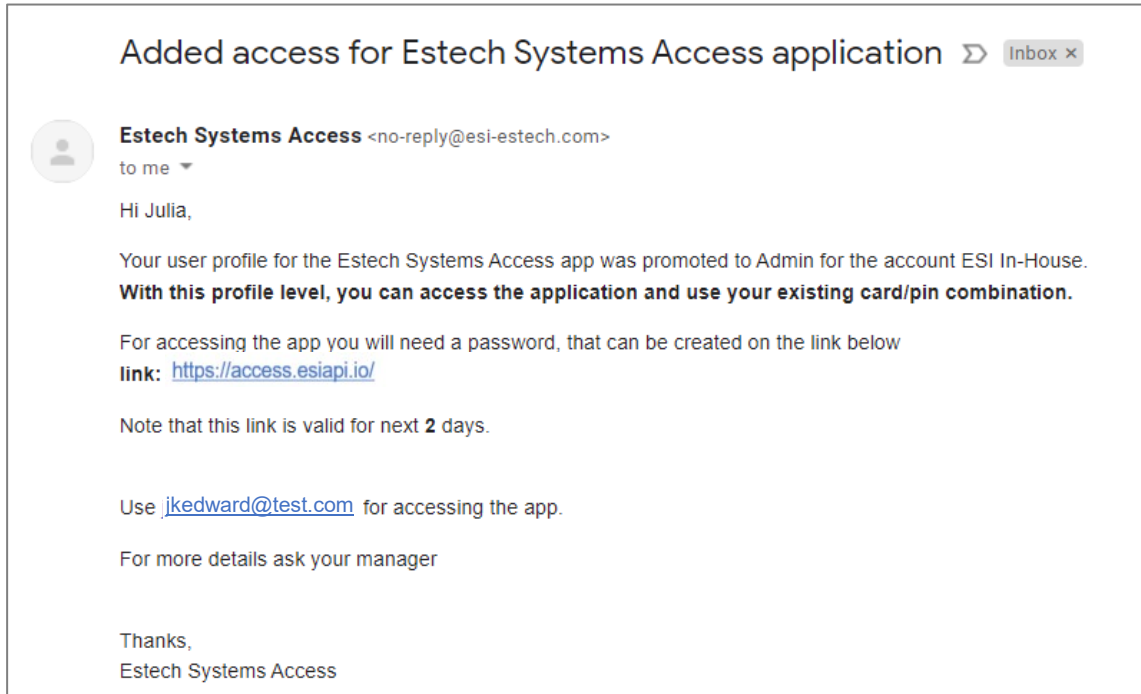 Added access for Estech Systems Access application Inbox ×
Estech Systems Access <no-reply@esi-estech.com>
to me
Hi Julia,
Your user profile for the Estech Systems Access app was promoted to Admin for the account ESI In-House.
With this profile level, you can access the application and use your existing card/pin combination.
For accessing the app you will need a password, that can be created on the link below
link: https://access.esiapi.io/
Note that this link is valid for next 2 days.
Use jkedward@test.com for accessing the app.
For more details ask your manager
Thanks,
Estech Systems Access